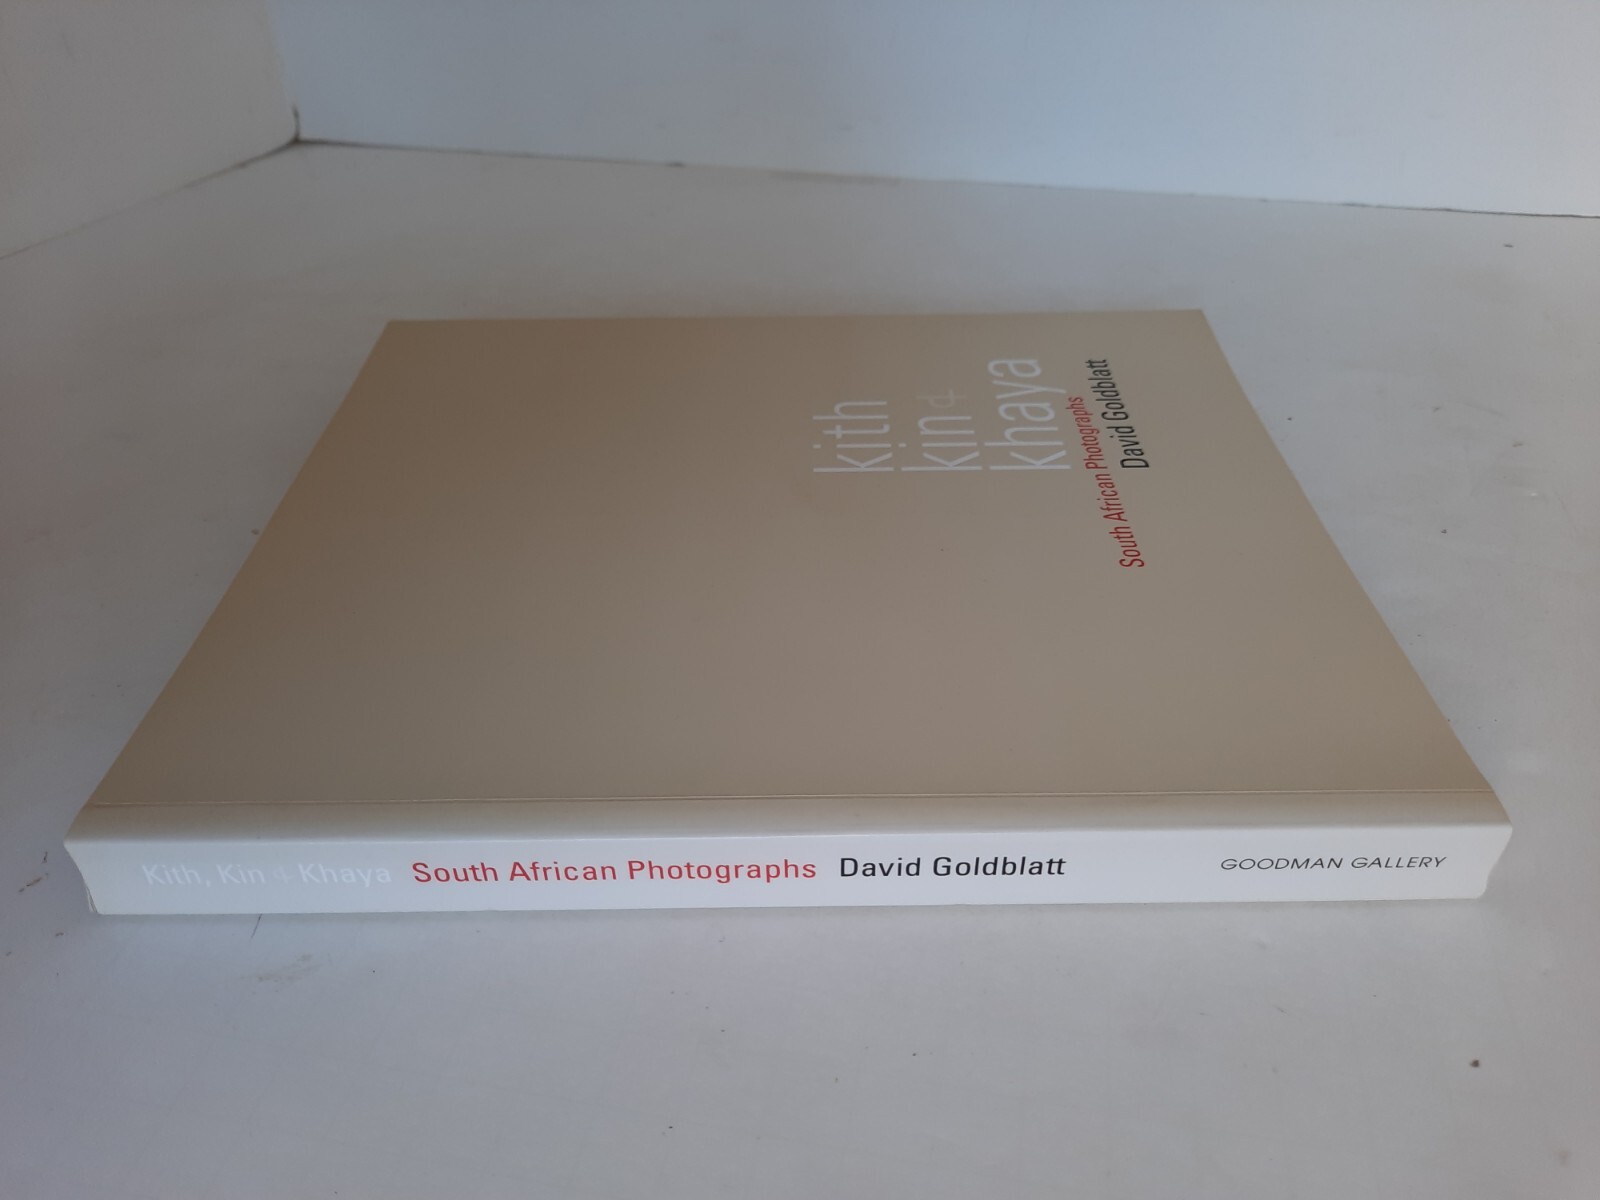 kith
kin &
khaya
South African Photographs
David Goldblatt
Kith, Kin & Khaya South African Photographs David Goldblatt GOODMAN GALLERY